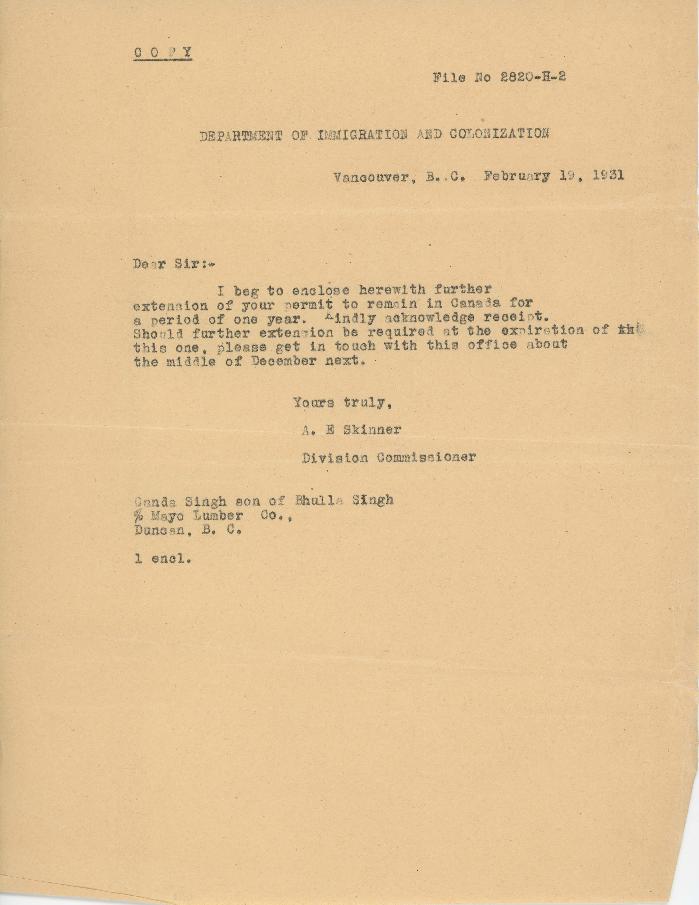 COPY
File No 2820-H-2
DEPARTMENT OF IMMIGRATION AND COLONIZATION
Vancouver, B. C. February 19, 1931
Dear Sir:-
I beg to enclose herewith further
extension of your permit to remain in Canada for
a period of one year. Kindly acknowledge receipt.
Should further extension be required at the expiration of
this one, please get in touch with this office about
the middle of December next.
Yours truly,
A. E Skinner
Division Commissioner
Ganda Singh son of Bhulla Singh
% Mayo Lumber Co.,
Duncan, B. C.
1 encl.